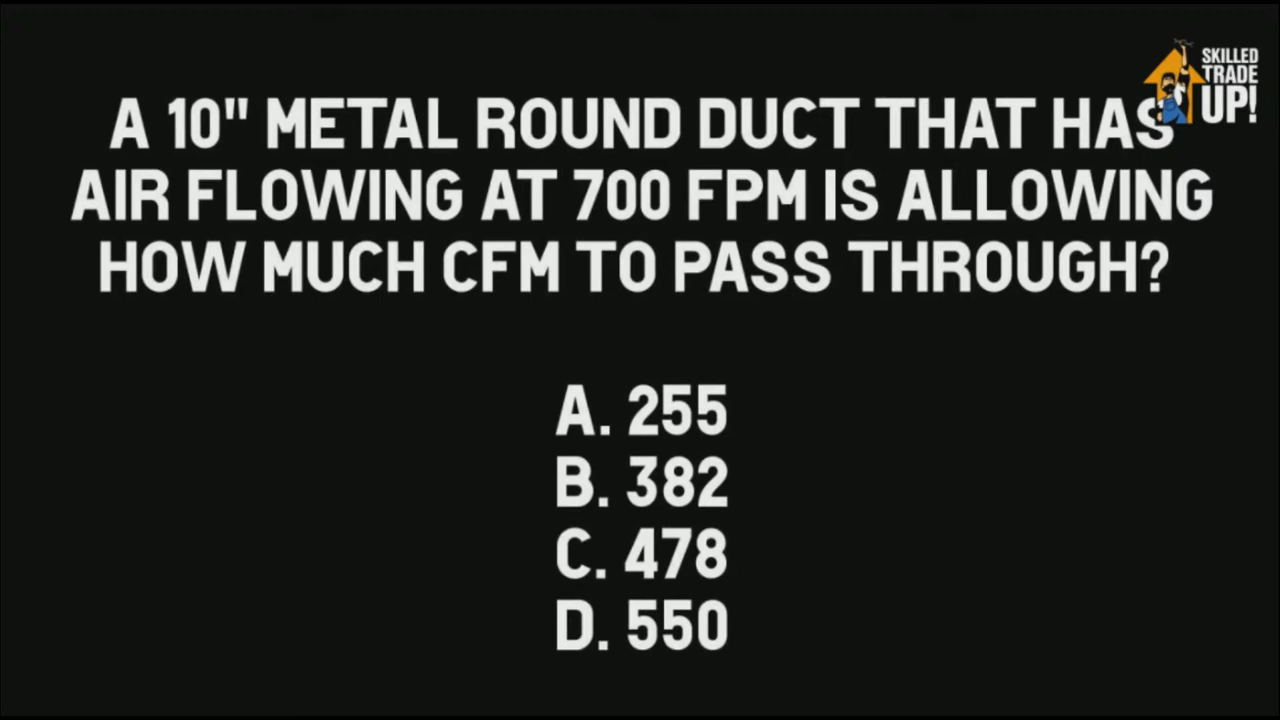 SKILLED
TRADE
UP!
A 10" METAL ROUND DUCT THAT HAS
AIR FLOWING AT 700 FPM IS ALLOWING
HOW MUCH CFM TO PASS THROUGH?
A. 255
B. 382
C. 478
D. 550